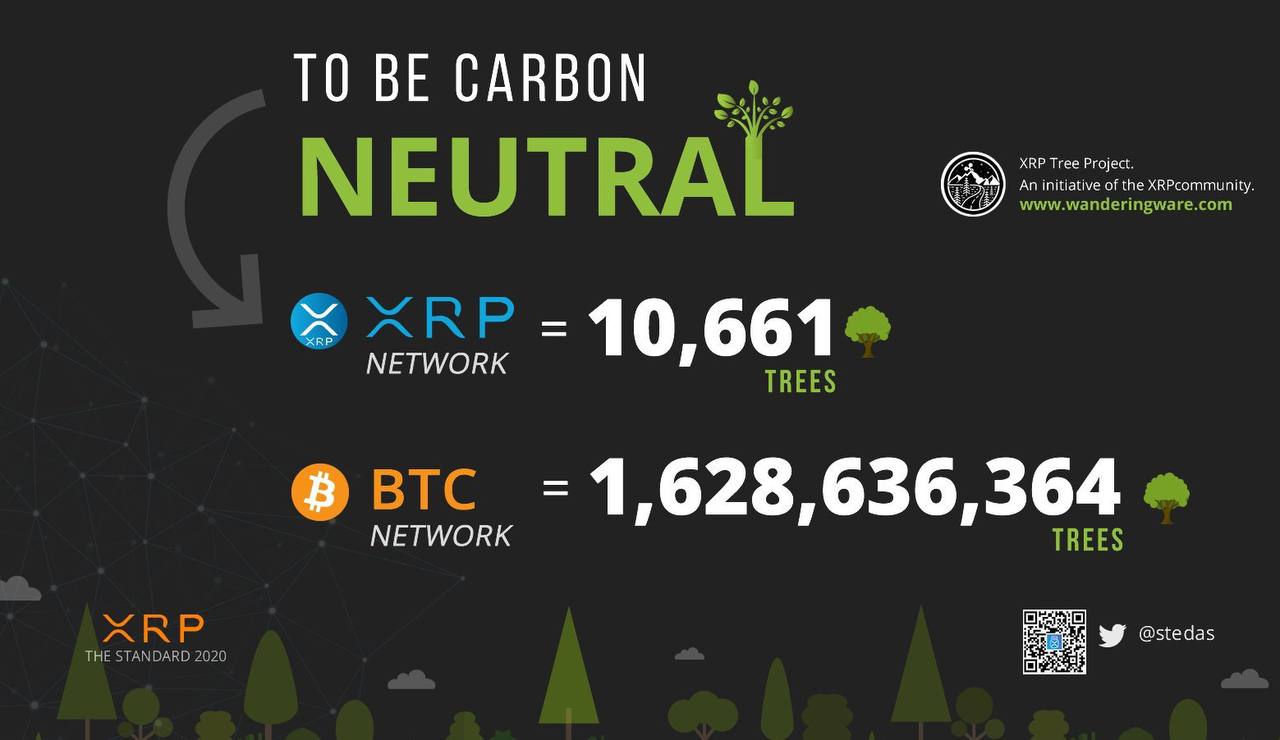 TO BE CARBON
NEUTRAL
XRP Tree Project.
An initiative of the XRPcommunity.
www.wanderingware.com
XRP XRP = 10,661
NETWORK
TREES
BTC = 1,628,636,364
NETWORK
TREES
XRP
THE STANDARD 2020
@stedas